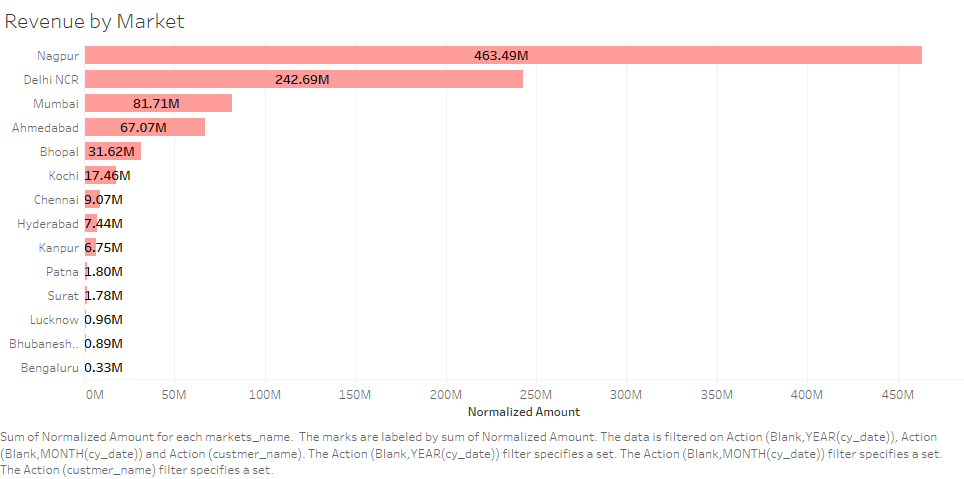 Revenue by Market
Nagpur 463.49M
Delhi NCR 242.69M
Mumbai 81.71M
Ahmedabad 67.07M
Bhopal 31.62M
Kochi 17.46M
Chennai 9.07M
Hyderabad 7.44M
Kanpur 6.75M
Patna 1.80M
Surat 1.78M
Lucknow 0.96M
Bhubanesh.. 0.89M
Bengaluru 0.33M
0M 50M 100M 150M 200M 250M 300M 350M 400M 450M
Normalized Amount
Sum of Normalized Amount for each markets_name. The marks are labeled by sum of Normalized Amount. The data is filtered on Action (Blank,YEAR(cy_date)), Action
(Blank,MONTH(cy_date)) and Action (custmer_name). The Action (Blank,YEAR(cy_date)) filter specifies a set. The Action (Blank,MONTH(cy_date)) filter specifies a set.
The Action (custmer_name) filter specifies a set.